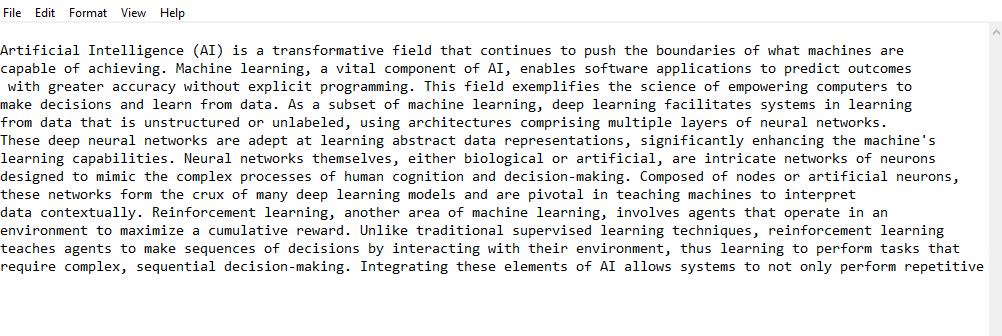 File Edit Format View Help
Artificial Intelligence (AI) is a transformative field that continues to push the boundaries of what machines are
capable of achieving. Machine learning, a vital component of AI, enables software applications to predict outcomes
with greater accuracy without explicit programming. This field exemplifies the science of empowering computers to
make decisions and learn from data. As a subset of machine learning, deep learning facilitates systems in learning
from data that is unstructured or unlabeled, using architectures comprising multiple layers of neural networks.
These deep neural networks are adept at learning abstract data representations, significantly enhancing the machine's
learning capabilities. Neural networks themselves, either biological or artificial, are intricate networks of neurons
designed to mimic the complex processes of human cognition and decision-making. Composed of nodes or artificial neurons,
these networks form the crux of many deep learning models and are pivotal in teaching machines to interpret
data contextually. Reinforcement learning, another area of machine learning, involves agents that operate in an
environment to maximize a cumulative reward. Unlike traditional supervised learning techniques, reinforcement learning
teaches agents to make sequences of decisions by interacting with their environment, thus learning to perform tasks that
require complex, sequential decision-making. Integrating these elements of AI allows systems to not only perform repetitive